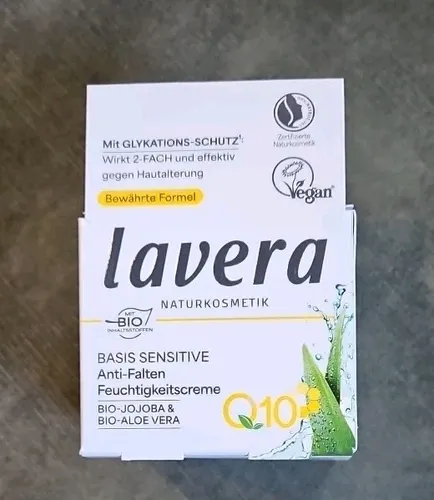 Mit GLYKATIONS-SCHUTZ¹:
Wirkt 2-FACH und effektiv
gegen Hautalterung
Bewährte Formel
Zertifizierte
Naturkosmetik
Vegan
lavera
NATURKOSMETIK
MIT
BIO
INHALTSSTOFFEN
BASIS SENSITIVE
Anti-Falten
Feuchtigkeitscreme
BIO-JOJOBA &
BIO-ALOE VERA
Q10